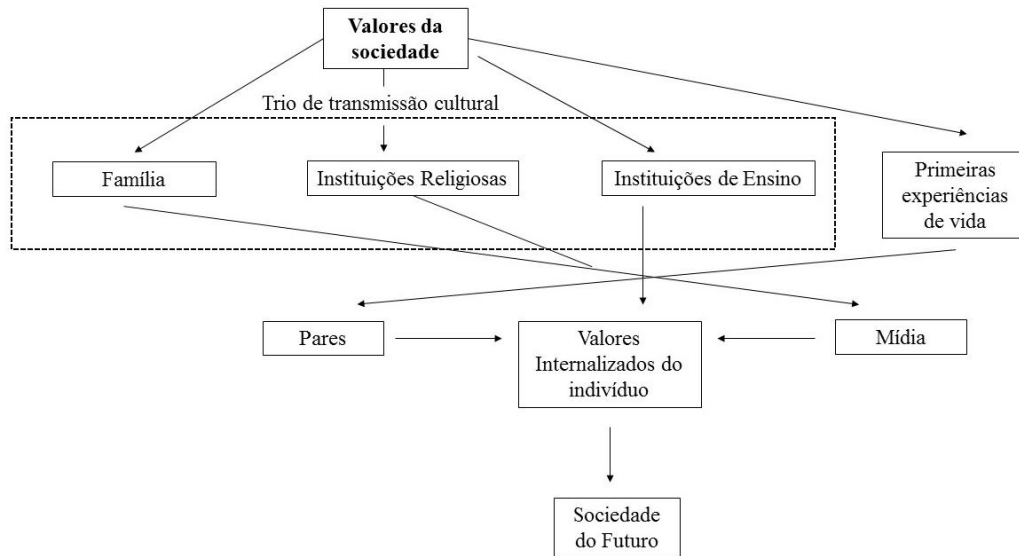 Valores da
sociedade
Trio de transmissão cultural
Família
Instituições Religiosas
Instituições de Ensino
Primeiras
experiências
de vida
Pares
Valores
Internalizados do
indivíduo
Mídia
Sociedade
do Futuro